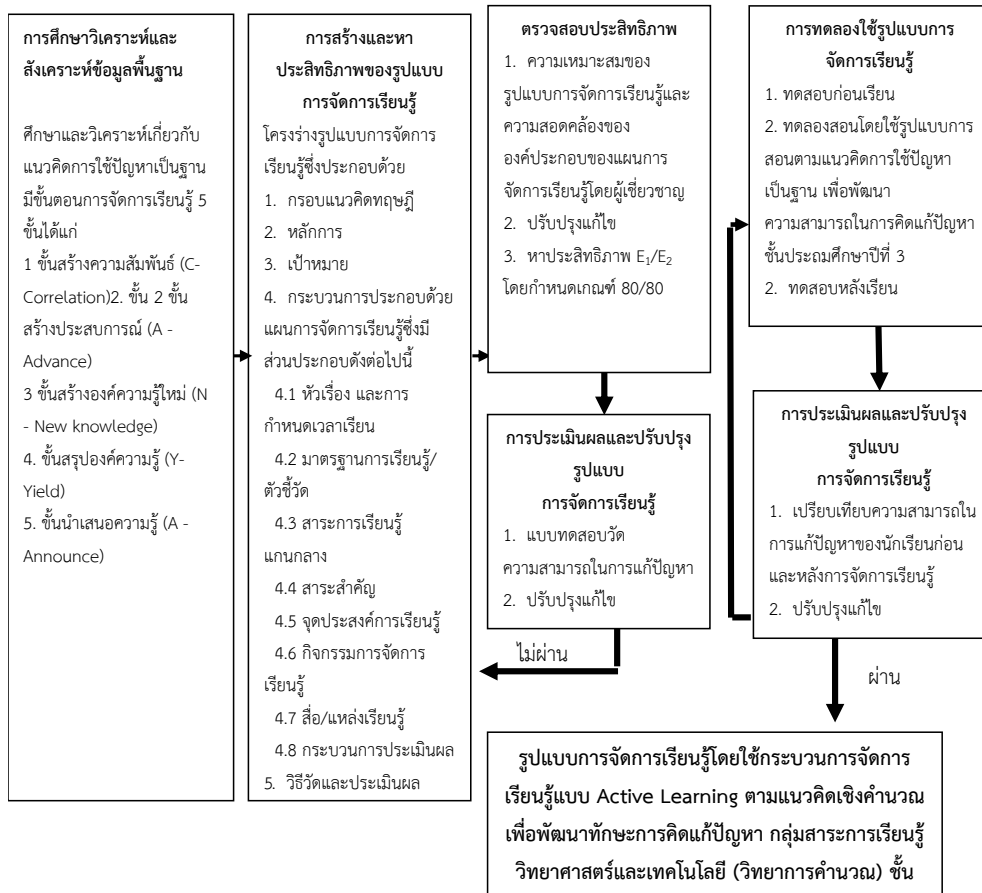 การศึกษาวิเคราะห์และ
สังเคราะห์ข้อมูลพื้นฐาน
ศึกษาและวิเคราะห์เกี่ยวกับ
แนวคิดการใช้ปัญหาเป็นฐาน
มีขั้นตอนการจัดการเรียนรู้ 5
ขั้นได้แก่
1 ขั้นสร้างความสัมพันธ์ (C-
Correlation)2. ขั้น 2 ขั้น
สร้างประสบการณ์ (A -
Advance)
3 ขั้นสร้างองค์ความรู้ใหม่ (N
- New knowledge)
4. ขั้นสรุปองค์ความรู้ (Y-
Yield)
5. ขั้นนำเสนอความรู้ (A -
Announce)
การสร้างและหา
ประสิทธิภาพของรูปแบบ
การจัดการเรียนรู้
โครงร่างรูปแบบการจัดการ
เรียนรู้ซึ่งประกอบด้วย
1. กรอบแนวคิดทฤษฎี
2. หลักการ
3. เป้าหมาย
4. กระบวนการประกอบด้วย
แผนการจัดการเรียนรู้ซึ่งมี
ส่วนประกอบดังต่อไปนี้
4.1 หัวเรื่อง และการ
กำหนดเวลาเรียน
4.2 มาตรฐานการเรียนรู้/
ตัวชี้วัด
4.3 สาระการเรียนรู้
แกนกลาง
4.4 สาระสำคัญ
4.5 จุดประสงค์การเรียนรู้
4.6 กิจกรรมการจัดการ
เรียนรู้
4.7 สื่อ/แหล่งเรียนรู้
4.8 กระบวนการประเมินผล
5. วิธีวัดและประเมินผล
ตรวจสอบประสิทธิภาพ
1. ความเหมาะสมของ
รูปแบบการจัดการเรียนรู้และ
ความสอดคล้องของ
องค์ประกอบของแผนการ
จัดการเรียนรู้โดยผู้เชี่ยวชาญ
2. ปรับปรุงแก้ไข
3. หาประสิทธิภาพ E₁/E₂
โดยกำหนดเกณฑ์ 80/80
การประเมินผลและปรับปรุง
รูปแบบ
การจัดการเรียนรู้
1. แบบทดสอบวัด
ความสามารถในการแก้ปัญหา
2. ปรับปรุงแก้ไข
ไม่ผ่าน
การทดลองใช้รูปแบบการ
จัดการเรียนรู้
1. ทดสอบก่อนเรียน
2. ทดลองสอนโดยใช้รูปแบบการ
สอนตามแนวคิดการใช้ปัญหา
เป็นฐาน เพื่อพัฒนา
ความสามารถในการคิดแก้ปัญหา
ชั้นประถมศึกษาปีที่ 3
2. ทดสอบหลังเรียน
การประเมินผลและปรับปรุง
รูปแบบ
การจัดการเรียนรู้
1. เปรียบเทียบความสามารถใน
การแก้ปัญหาของนักเรียนก่อน
และหลังการจัดการเรียนรู้
2. ปรับปรุงแก้ไข
ผ่าน
รูปแบบการจัดการเรียนรู้โดยใช้กระบวนการจัดการ
เรียนรู้แบบ Active Learning ตามแนวคิดเชิงคำนวณ
เพื่อพัฒนาทักษะการคิดแก้ปัญหา กลุ่มสาระการเรียนรู้
วิทยาศาสตร์และเทคโนโลยี (วิทยาการคำนวณ) ชั้น